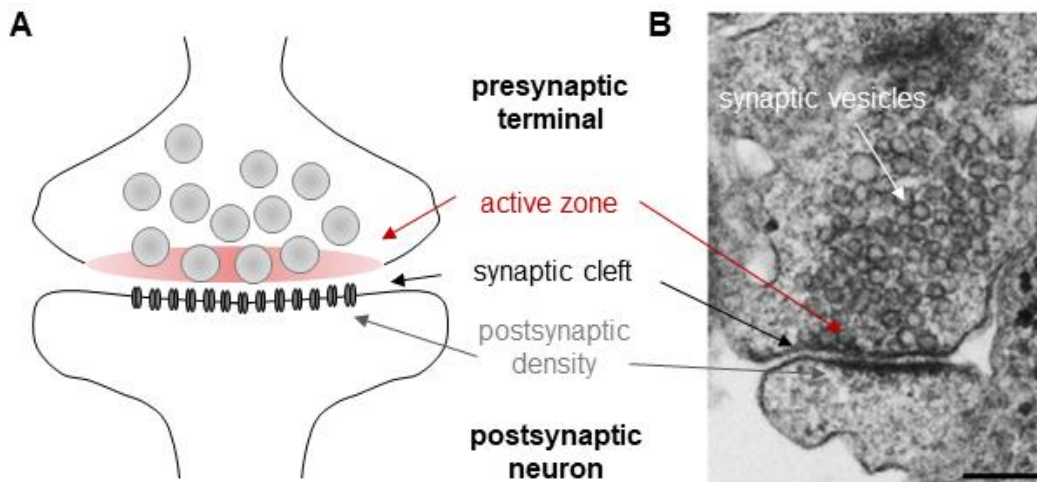 A
B
presynaptic
terminal
synaptic vesicles
active zone
synaptic cleft
postsynaptic
density
postsynaptic
neuron